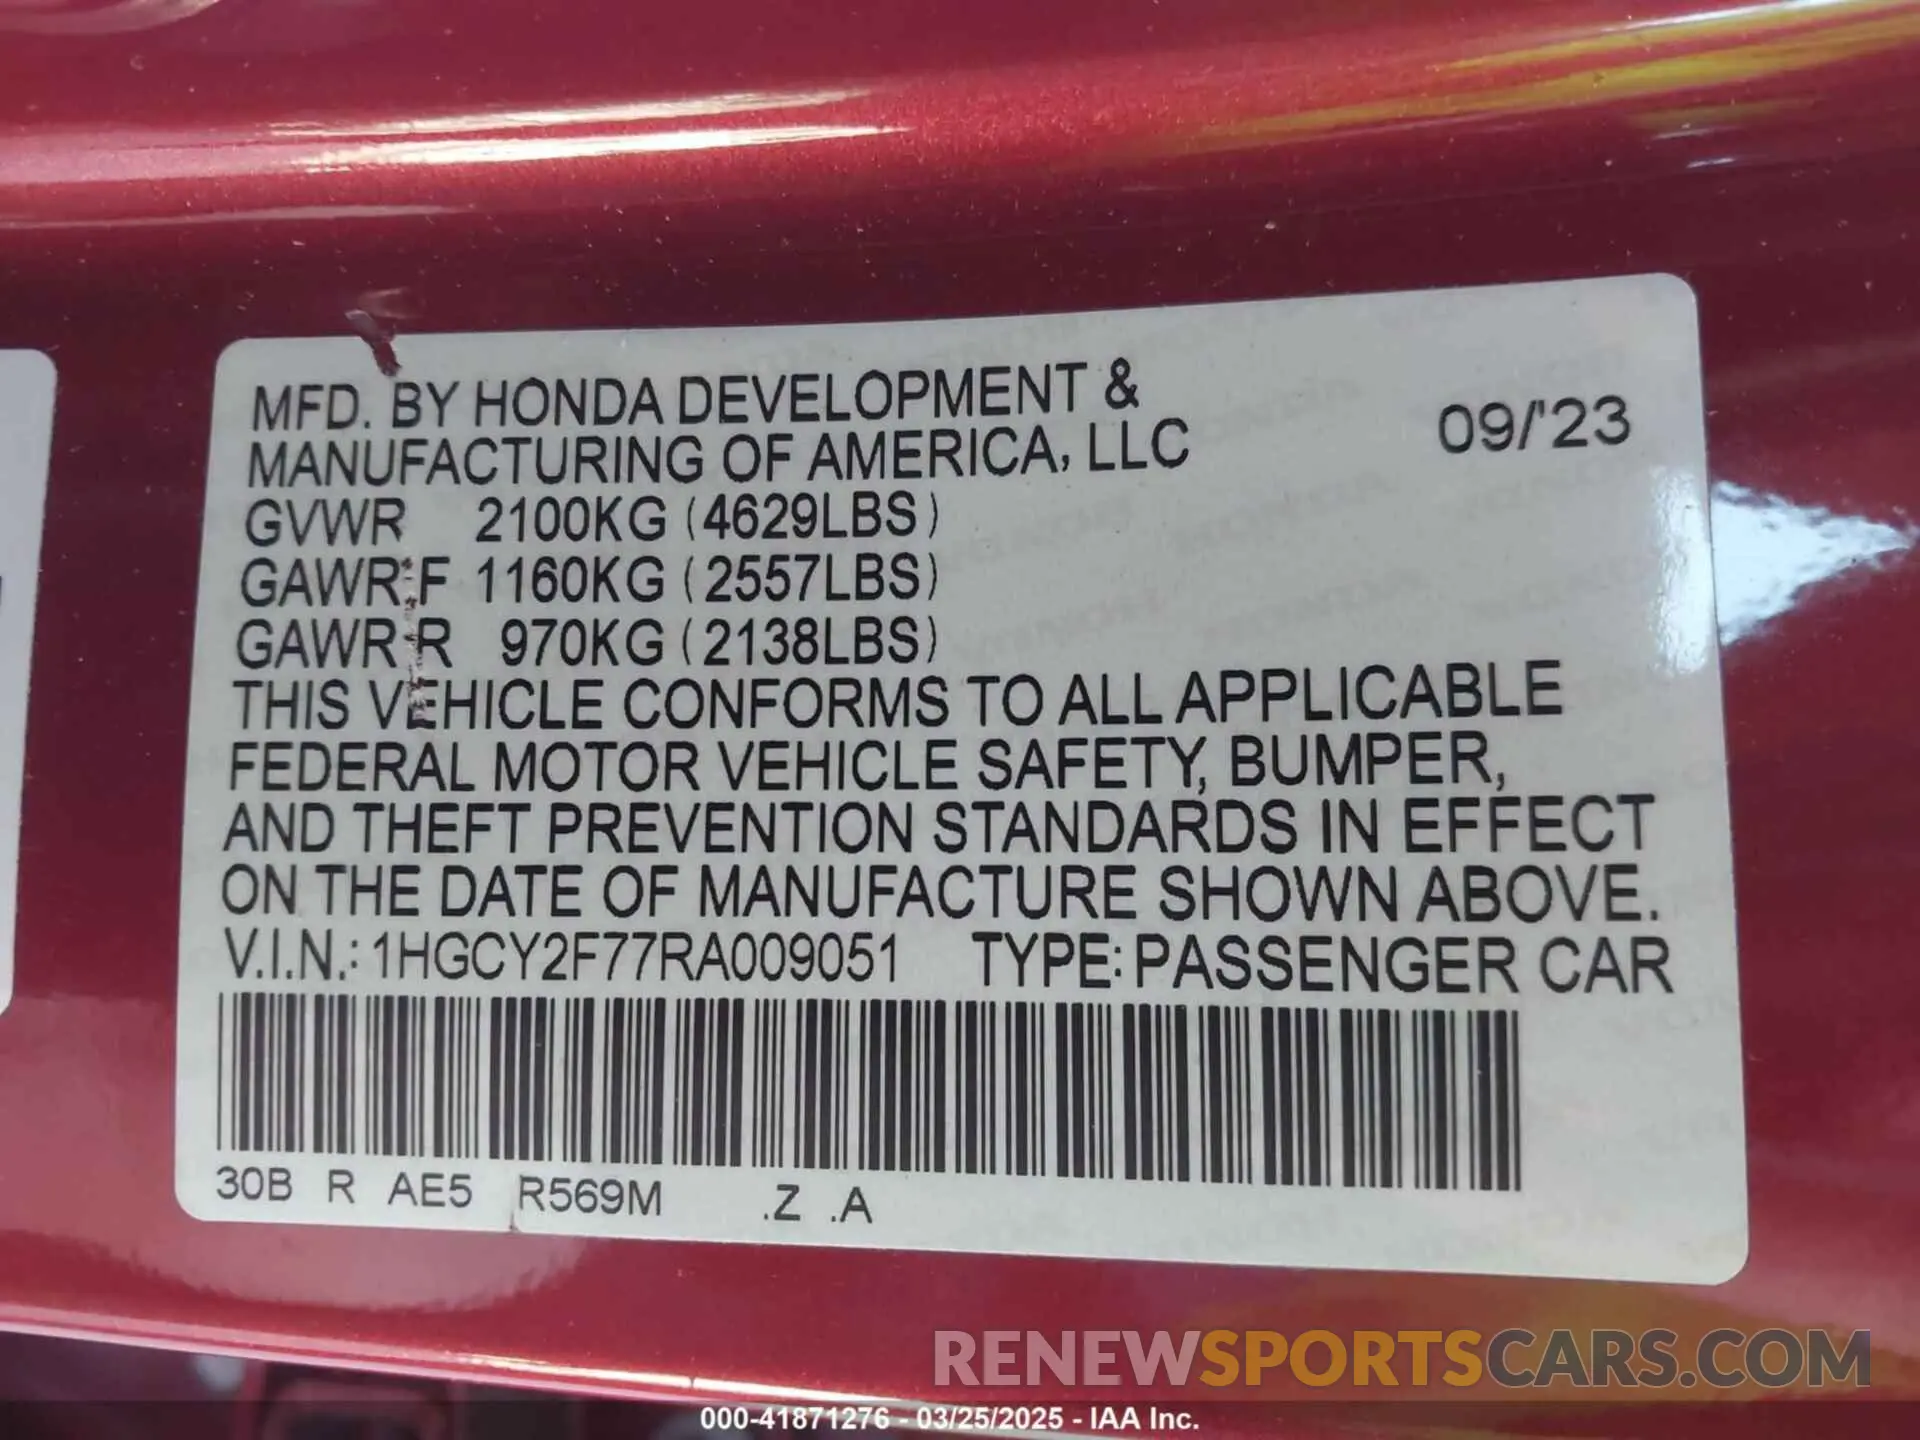 MFD. BY HONDA DEVELOPMENT &
MANUFACTURING OF AMERICA, LLC 09/'23
GVWR 2100KG (4629LBS)
GAWR F 1160KG (2557LBS)
GAWR R 970KG (2138LBS)
THIS VEHICLE CONFORMS TO ALL APPLICABLE
FEDERAL MOTOR VEHICLE SAFETY, BUMPER,
AND THEFT PREVENTION STANDARDS IN EFFECT
ON THE DATE OF MANUFACTURE SHOWN ABOVE.
V.I.N.: 1HGCY2F77RA009051 TYPE: PASSENGER CAR
30B R AE5 R569M .Z .A
RENEWSPORTSCARS.COM
000-41871276 - 03/25/2025 - IAA Inc.